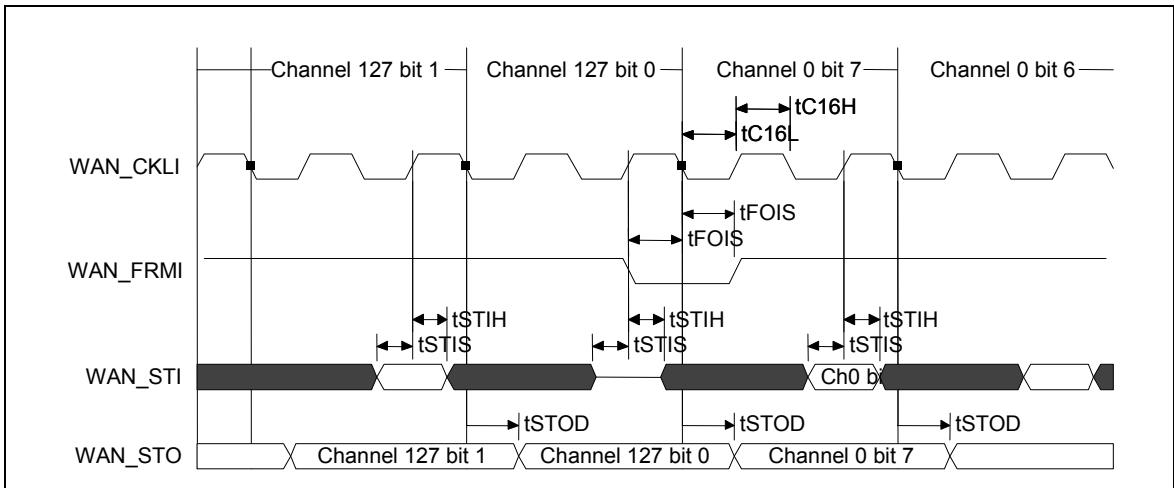 Channel 127 bit 1 Channel 127 bit 0 Channel 0 bit 7 Channel 0 bit 6
tC16H
tC16L
WAN_CKLI
tFOIS
tFOIS
WAN_FRMI
tSTIH tSTIH tSTIH
tSTIS tSTIS tSTIS
WAN_STI Ch0 bi
tSTOD tSTOD tSTOD
WAN_STO Channel 127 bit 1 Channel 127 bit 0 Channel 0 bit 7